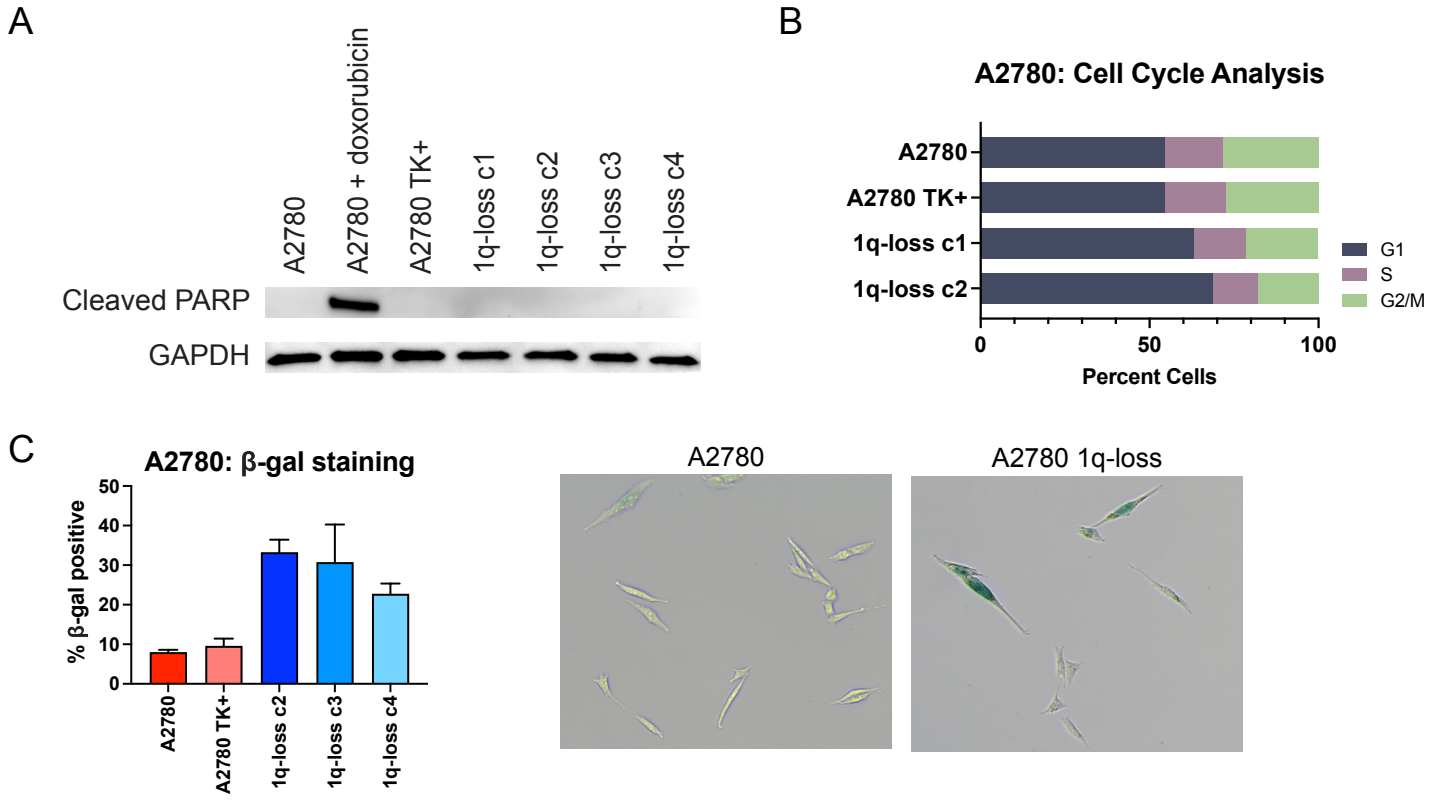 A
A2780
A2780 + doxorubicin
A2780 TK+
1q-loss c1
1q-loss c2
1q-loss c3
1q-loss c4
Cleaved PARP
GAPDH
B
A2780: Cell Cycle Analysis
A2780
A2780 TK+
1q-loss c1
1q-loss c2
0
50
100
Percent Cells
G1
S
G2/M
C
A2780: β-gal staining
% β-gal positive
50
40
30
20
10
0
A2780
A2780 TK+
1q-loss c2
1q-loss c3
1q-loss c4
A2780
A2780 1q-loss